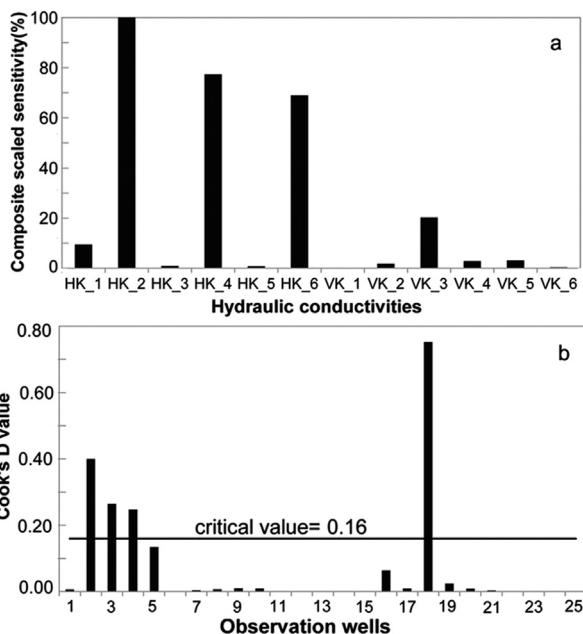 a
Composite scaled sensitivity(%)
100
80
60
40
20
0
HK_1 HK_2 HK_3 HK_4 HK_5 HK_6 VK_1 VK_2 VK_3 VK_4 VK_5 VK_6
Hydraulic conductivities
b
Cook's D value
0.80
0.60
0.40
0.20
0.00
critical value= 0.16
1 3 5 7 9 11 13 15 17 19 21 23 25
Observation wells